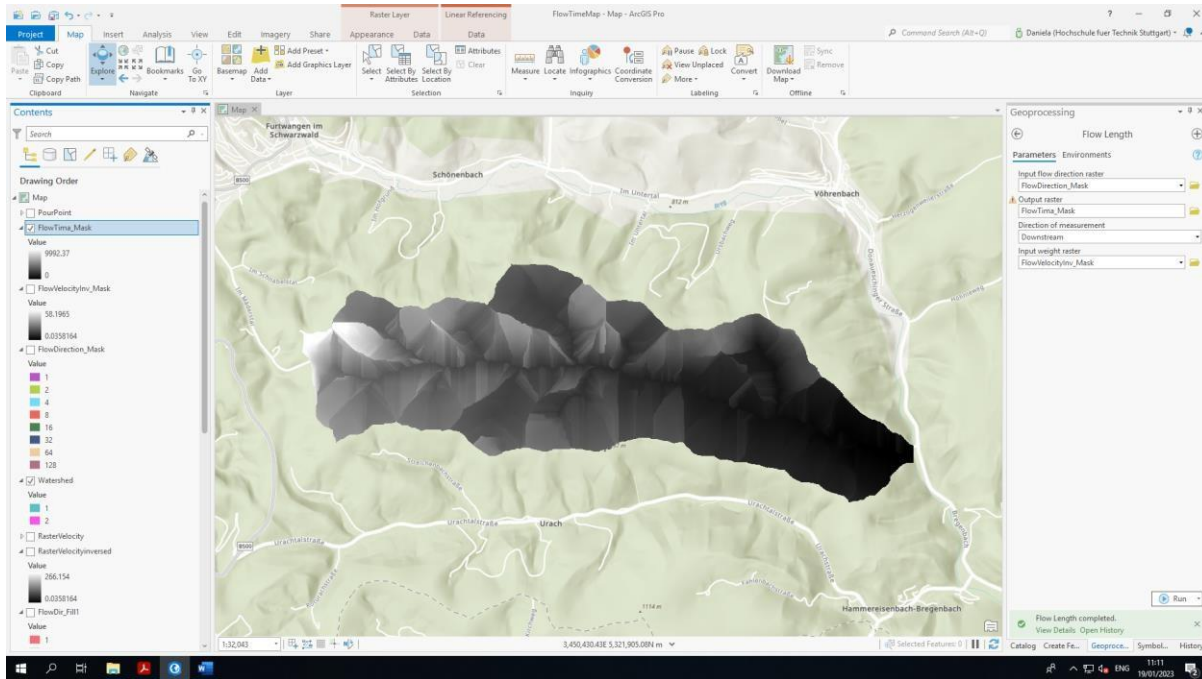 FlowTimeMap - Map - ArcGIS Pro
Raster Layer
Linear Referencing
Command Search (Alt+Q)
Daniela (Hochschule fuer Technik Stuttgart)
Project Map Insert Analysis View Edit Imagery Share Appearance Data Data
Paste
Cut
Copy
Copy Path
Clipboard
Explore
Bookmarks
Go To XY
Navigate
Basemap
Add Data
Add Preset
Add Graphics Layer
Layer
Select
Select By Attributes
Select By Location
Attributes
Clear
Selection
Measure
Locate
Infographics
Coordinate Conversion
Inquiry
Pause
Lock
View Unplaced
More
Convert
Labeling
Download Map
Sync
Remove
Offline
Contents
Search
Drawing Order
Map
PourPoint
FlowTima_Mask
Value
9992.37
0
FlowVelocityInv_Mask
Value
58.1965
0.0358164
FlowDirection_Mask
Value
1
2
4
8
16
32
64
128
Watershed
Value
1
2
RasterVelocity
RasterVelocityinversed
Value
266.154
0.0358164
FlowDir_Fill1
Value
1
Map
Furtwangen im
Schwarzwald
B500
Schönenbach
Im Untertal
812 m
Breg
Vöhrenbach
Donaueschinger Straße
Urachtalstraße
Urach
Urachtalstraße
B500
Urachtalstraße
Bregenbach
1114 m
Hammereisenbach-Bregenbach
1:32,043
3,450,430.43E 5,321,905.08N m
Selected Features: 0
Geoprocessing
Flow Length
Parameters Environments
Input flow direction raster
FlowDirection_Mask
Output raster
FlowTima_Mask
Direction of measurement
Downstream
Input weight raster
FlowVelocityInv_Mask
Run
Flow Length completed.
View Details Open History
Catalog Create Fe... Geoproce... Symbol... History
ENG
11:11
19/01/2023